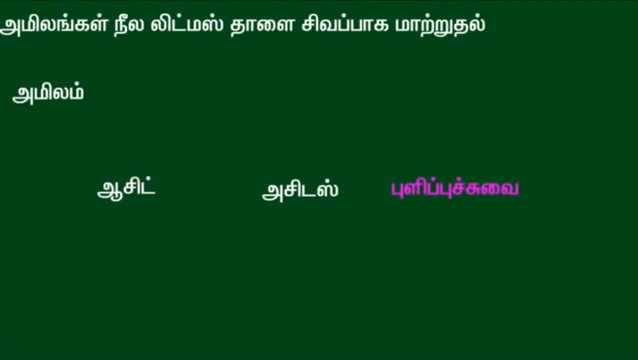 அமிலங்கள் நீல லிட்மஸ் தாளை சிவப்பாக மாற்றுதல்
அமிலம்
ஆசிட் அசிடஸ் புளிப்புச்சுவை